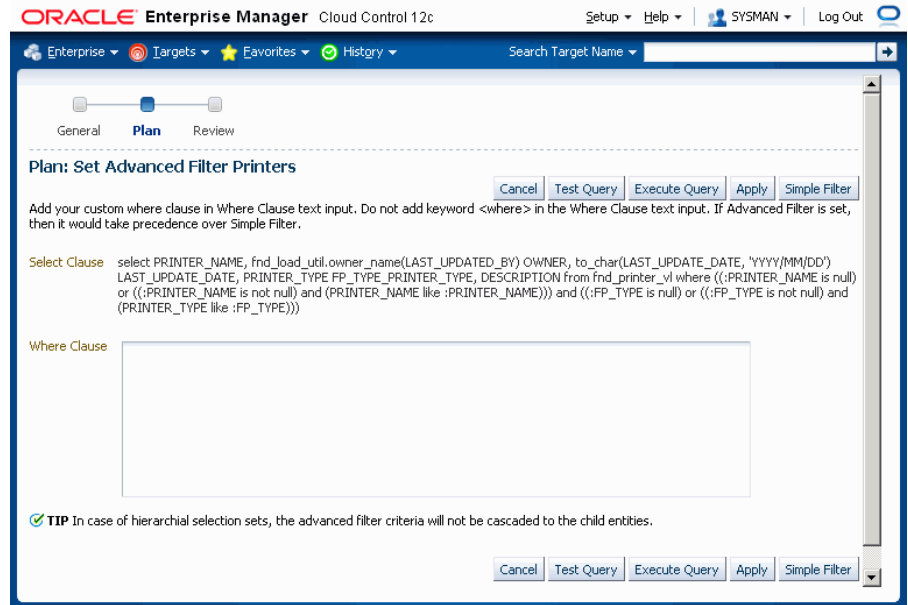 ORACLE Enterprise Manager Cloud Control 12c
Setup Help SYSMAN Log Out
Enterprise Targets Favorites History Search Target Name
General Plan Review
Plan: Set Advanced Filter Printers
Cancel Test Query Execute Query Apply Simple Filter
Add your custom where clause in Where Clause text input. Do not add keyword <where> in the Where Clause text input. If Advanced Filter is set,
then it would take precedence over Simple Filter.
Select Clause select PRINTER_NAME, fnd_load_util.owner_name(LAST_UPDATED_BY) OWNER, to_char(LAST_UPDATE_DATE, 'YYYY/MM/DD')
LAST_UPDATE_DATE, PRINTER_TYPE FP_TYPE_PRINTER_TYPE, DESCRIPTION from fnd_printer_vl where ((:PRINTER_NAME is null)
or ((:PRINTER_NAME is not null) and (PRINTER_NAME like :PRINTER_NAME))) and ((:FP_TYPE is null) or ((:FP_TYPE is not null) and
(PRINTER_TYPE like :FP_TYPE)))
Where Clause
TIP In case of hierarchial selection sets, the advanced filter criteria will not be cascaded to the child entities.
Cancel Test Query Execute Query Apply Simple Filter